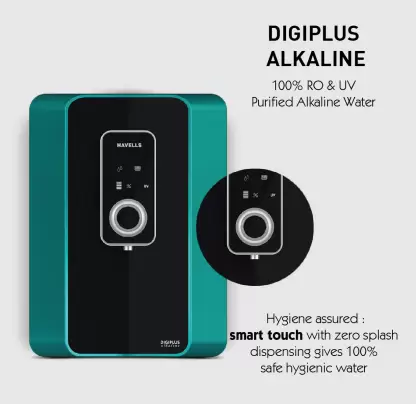 DIGIPLUS
ALKALINE
100% RO & UV
Purified Alkaline Water
HAVELLS
DIGIPLUS
alkaline
Hygiene assured :
smart touch with zero splash
dispensing gives 100%
safe hygienic water